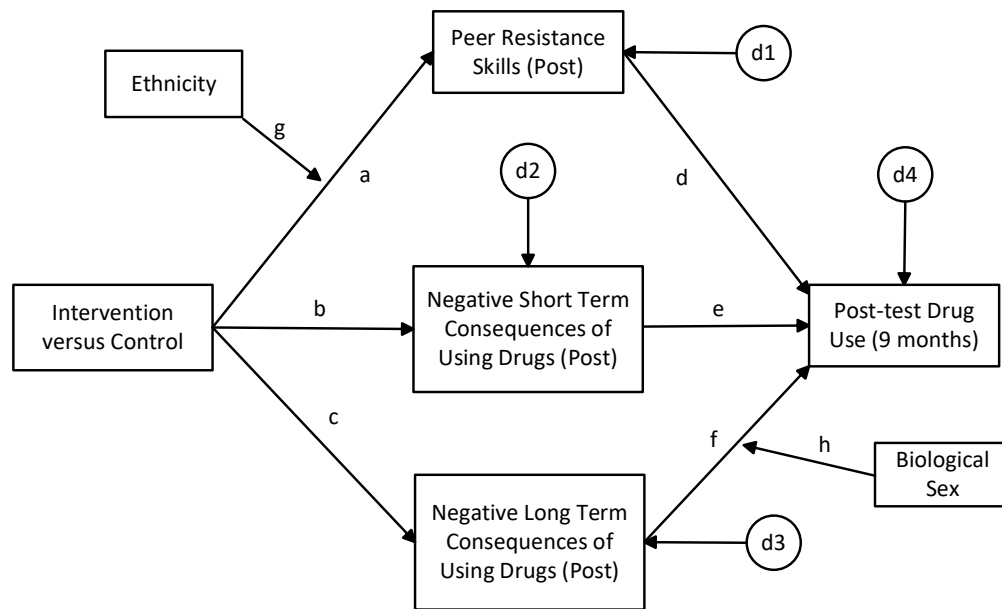 Peer Resistance
Skills (Post)
d1
Ethnicity
g
a
d
d2
d4
Intervention
versus Control
b
Negative Short Term
Consequences of
Using Drugs (Post)
e
Post-test Drug
Use (9 months)
c
f
h
Biological
Sex
Negative Long Term
Consequences of
Using Drugs (Post)
d3